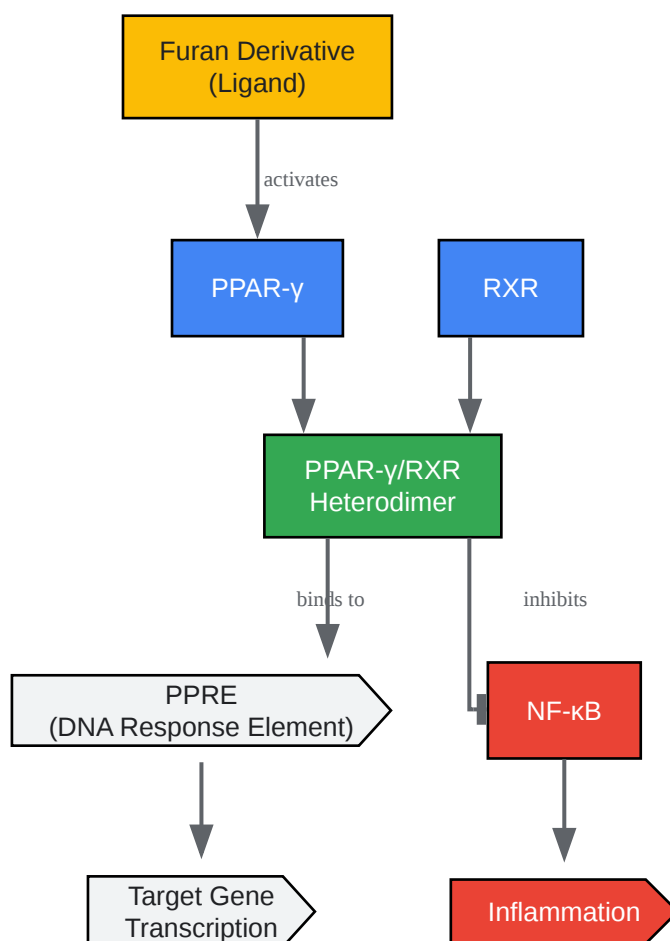 Furan Derivative
(Ligand)
activates
PPAR-γ
RXR
PPAR-γ/RXR
Heterodimer
binds to
inhibits
PPRE
(DNA Response Element)
NF-κB
Target Gene
Transcription
Inflammation